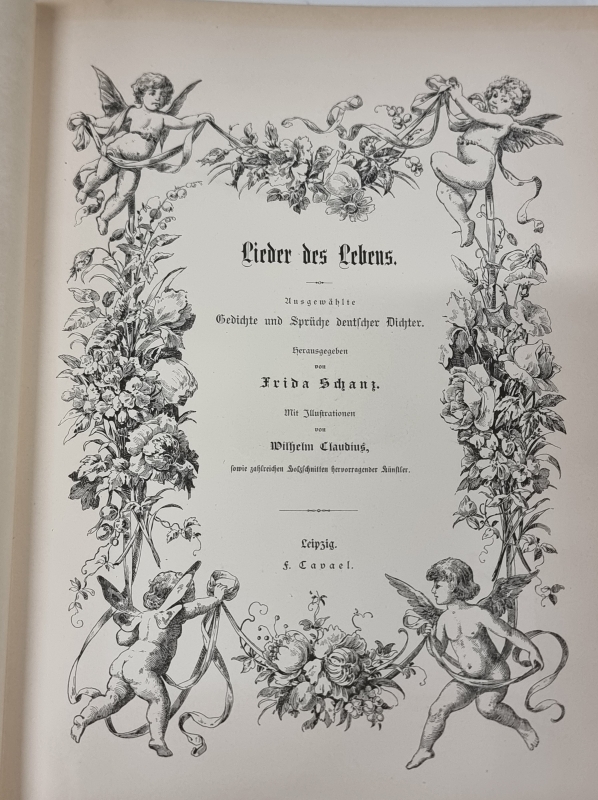 Lieder des Lebens.
Ausgewählte
Gedichte und Sprüche deutscher Dichter.
Herausgegeben
von
Frida Schanz.
Mit Illustrationen
von
Wilhelm Claudius,
sowie zahlreichen Holzschnitten hervorragender Künstler.
Leipzig.
F. Cavael.